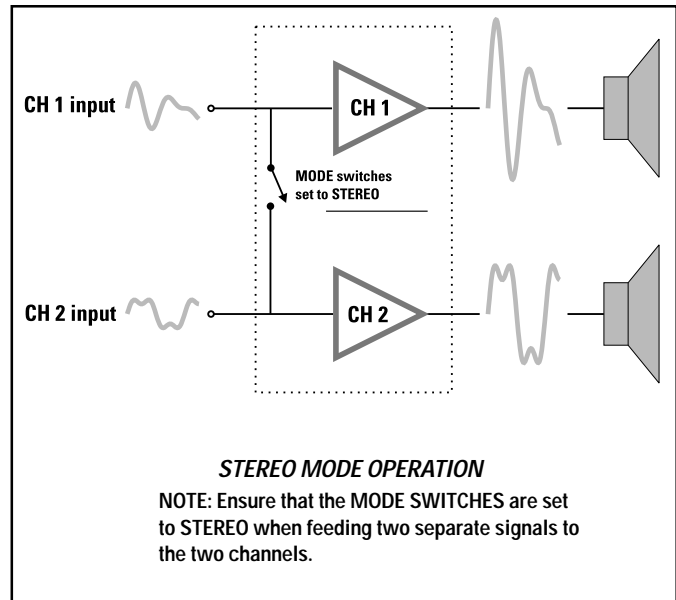 CH 1 input
CH 1
MODE switches
set to STEREO
CH 2 input
CH 2
STEREO MODE OPERATION
NOTE: Ensure that the MODE SWITCHES are set
to STEREO when feeding two separate signals to
the two channels.